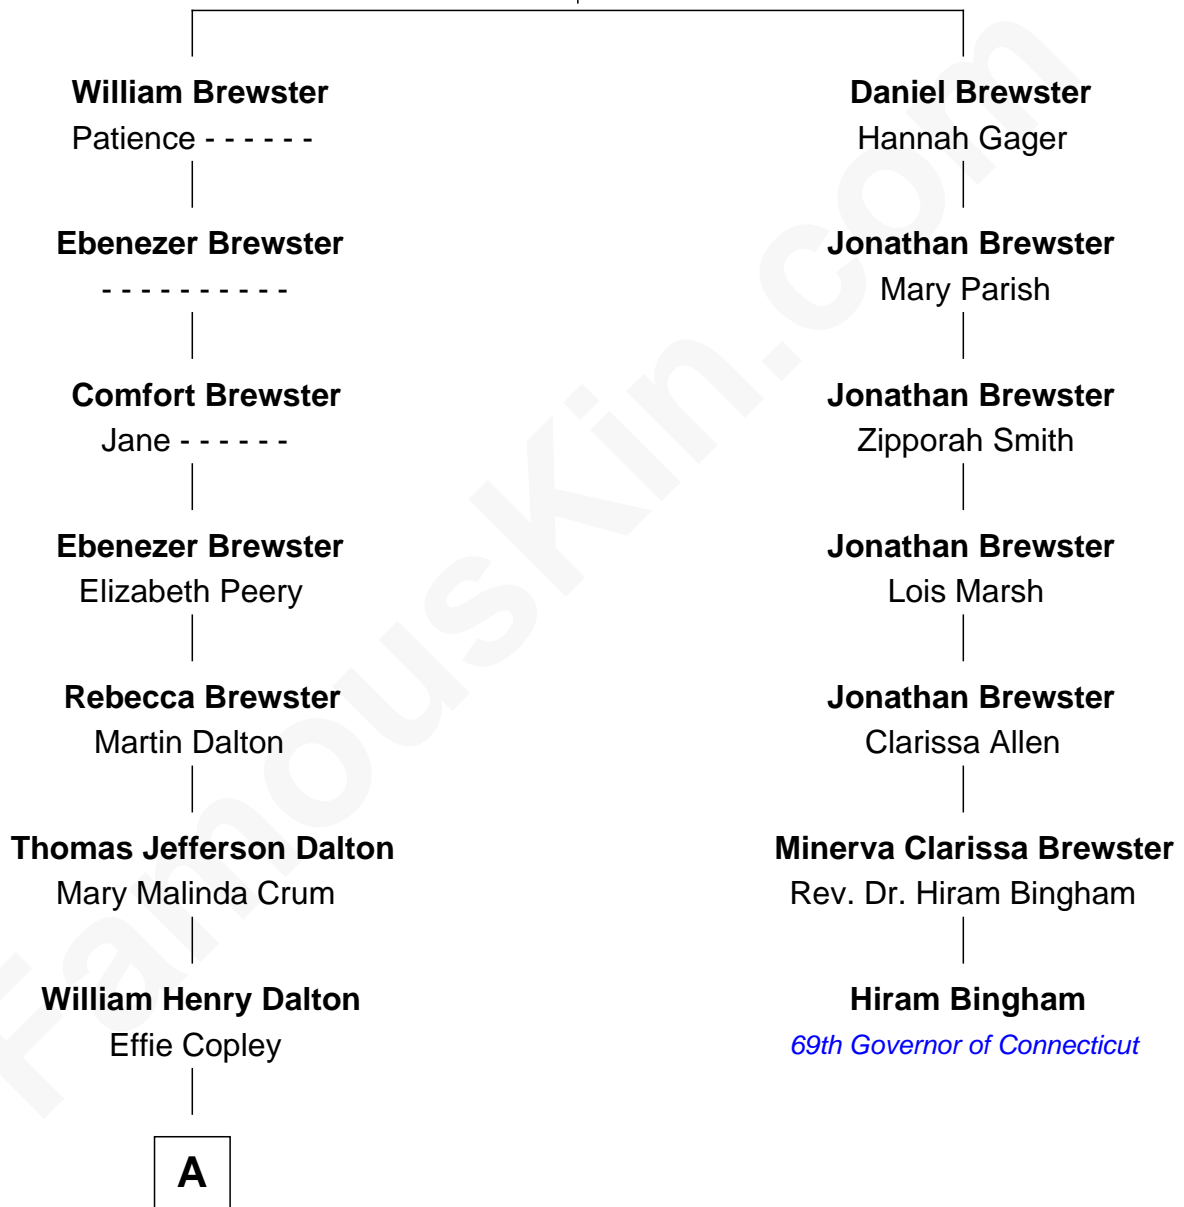 William Brewster
Patience - - - - - -
Ebenezer Brewster
- - - - - - - - - -
Comfort Brewster
Jane - - - - - -
Ebenezer Brewster
Elizabeth Peery
Rebecca Brewster
Martin Dalton
Thomas Jefferson Dalton
Mary Malinda Crum
William Henry Dalton
Effie Copley
A
Daniel Brewster
Hannah Gager
Jonathan Brewster
Mary Parish
Jonathan Brewster
Zipporah Smith
Jonathan Brewster
Lois Marsh
Jonathan Brewster
Clarissa Allen
Minerva Clarissa Brewster
Rev. Dr. Hiram Bingham
Hiram Bingham
69th Governor of Connecticut
FamousKin.com